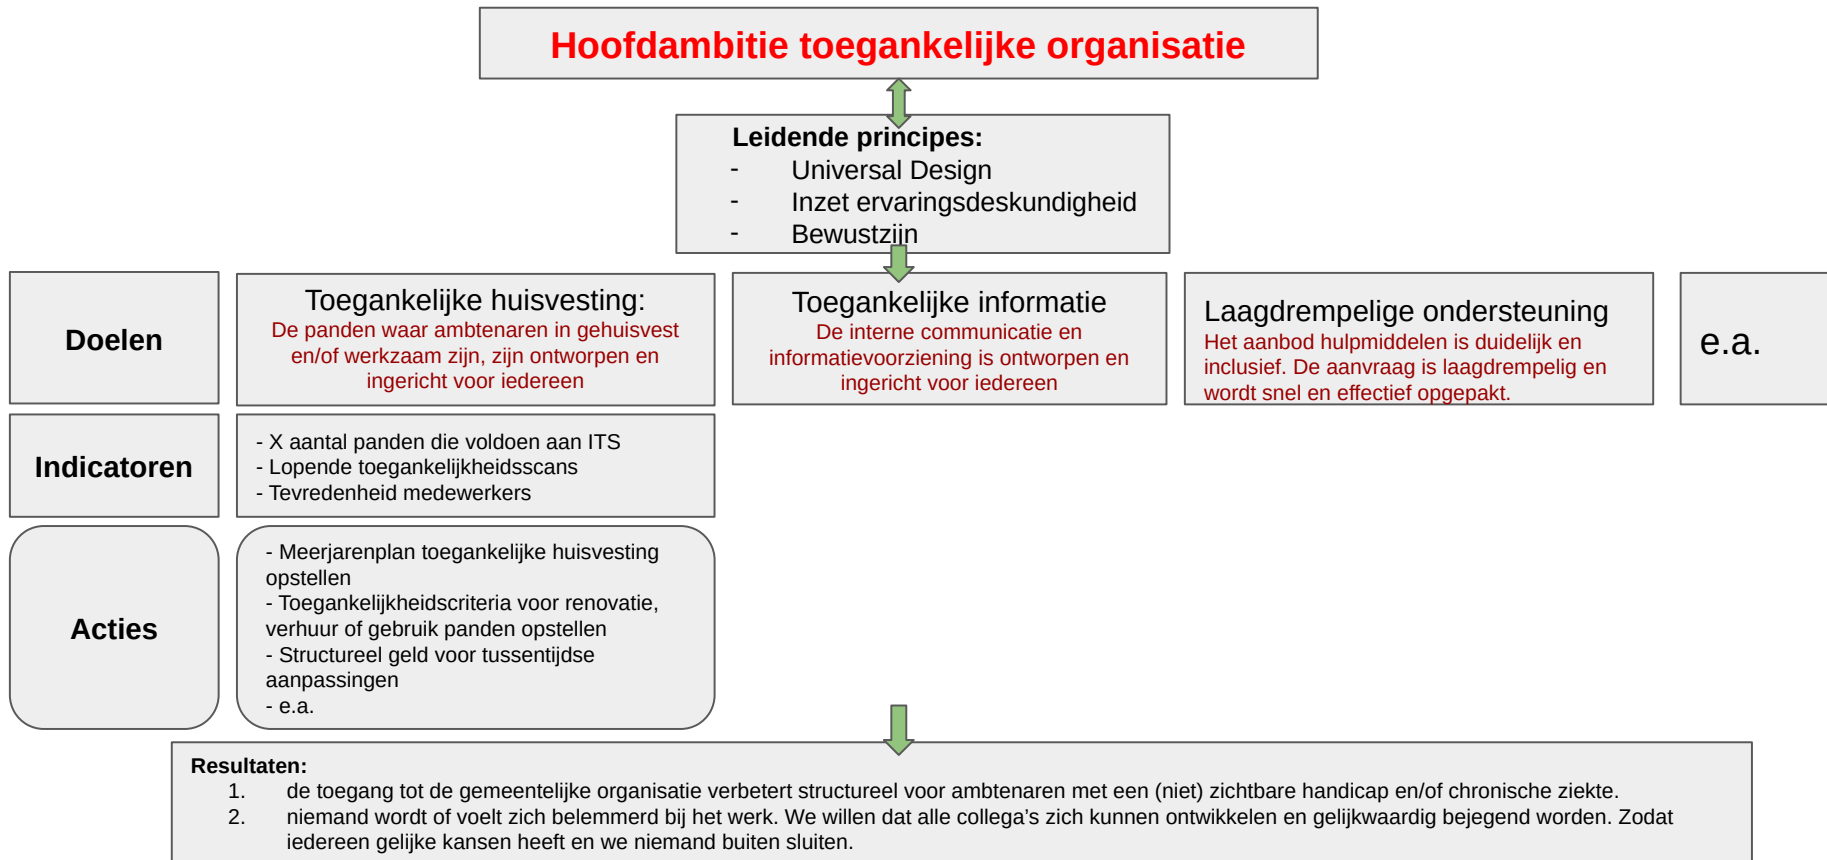 Hoofdambitie toegankelijke organisatie
Leidende principes:
- Universal Design
- Inzet ervaringsdeskundigheid
- Bewustzijn
Doelen
Toegankelijke huisvesting:
De panden waar ambtenaren in gehuisvest
en/of werkzaam zijn, zijn ontworpen en
ingericht voor iedereen
Toegankelijke informatie
De interne communicatie en
informatievoorziening is ontworpen en
ingericht voor iedereen
Laagdrempelige ondersteuning
Het aanbod hulpmiddelen is duidelijk en
inclusief. De aanvraag is laagdrempelig en
wordt snel en effectief opgepakt.
e.a.
Indicatoren
- X aantal panden die voldoen aan ITS
- Lopende toegankelijkheidsscans
- Tevredenheid medewerkers
Acties
- Meerjarenplan toegankelijke huisvesting
opstellen
- Toegankelijkheidscriteria voor renovatie,
verhuur of gebruik panden opstellen
- Structureel geld voor tussentijdse
aanpassingen
- e.a.
Resultaten:
1. de toegang tot de gemeentelijke organisatie verbetert structureel voor ambtenaren met een (niet) zichtbare handicap en/of chronische ziekte.
2. niemand wordt of voelt zich belemmerd bij het werk. We willen dat alle collega's zich kunnen ontwikkelen en gelijkwaardig bejegend worden. Zodat
iedereen gelijke kansen heeft en we niemand buiten sluiten.